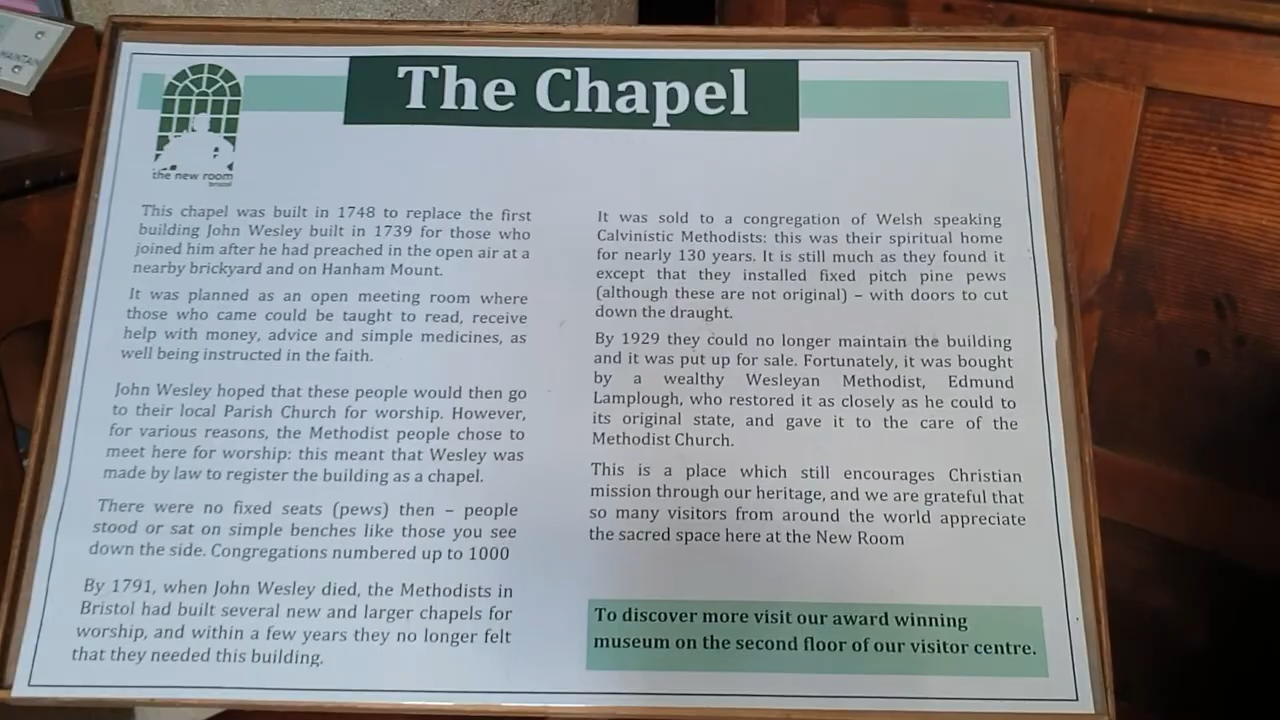 MAINTAIN
The Chapel
the new room
bristol
This chapel was built in 1748 to replace the first
building John Wesley built in 1739 for those who
joined him after he had preached in the open air at a
nearby brickyard and on Hanham Mount.
It was planned as an open meeting room where
those who came could be taught to read, receive
help with money, advice and simple medicines, as
well being instructed in the faith.
John Wesley hoped that these people would then go
to their local Parish Church for worship. However,
for various reasons, the Methodist people chose to
meet here for worship: this meant that Wesley was
made by law to register the building as a chapel.
There were no fixed seats (pews) then – people
stood or sat on simple benches like those you see
down the side. Congregations numbered up to 1000
By 1791, when John Wesley died, the Methodists in
Bristol had built several new and larger chapels for
worship, and within a few years they no longer felt
that they needed this building.
It was sold to a congregation of Welsh speaking
Calvinistic Methodists: this was their spiritual home
for nearly 130 years. It is still much as they found it
except that they installed fixed pitch pine pews
(although these are not original) – with doors to cut
down the draught.
By 1929 they could no longer maintain the building
and it was put up for sale. Fortunately, it was bought
by a wealthy Wesleyan Methodist, Edmund
Lamplough, who restored it as closely as he could to
its original state, and gave it to the care of the
Methodist Church.
This is a place which still encourages Christian
mission through our heritage, and we are grateful that
so many visitors from around the world appreciate
the sacred space here at the New Room
To discover more visit our award winning
museum on the second floor of our visitor centre.